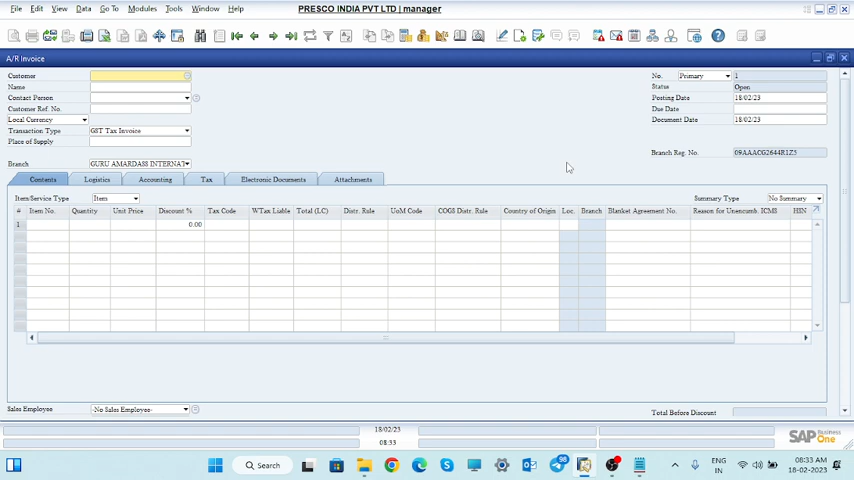 File Edit View Data Go To Modules Tools Window Help PRESCO INDIA PVT LTD | manager
A/R Invoice
Customer No. Primary 1
Name Status Open
Contact Person Posting Date 18/02/23
Customer Ref. No. Due Date
Local Currency Document Date 18/02/23
Transaction Type GST Tax Invoice
Place of Supply
Branch Reg. No. 09AAACG2644R1Z5
Branch GURU AMARDASS INTERNAT
Contents Logistics Accounting Tax Electronic Documents Attachments
Item/Service Type Item Summary Type No Summary
# Item No. Quantity Unit Price Discount % Tax Code WTax Liable Total (LC) Distr. Rule UoM Code COGS Distr. Rule Country of Origin Loc. Branch Blanket Agreement No. Reason for Unencumb. ICMS HSN
1 0.00
Sales Employee -No Sales Employee- Total Before Discount
18/02/23
08:33
SAP Business One
Search 98 ENG IN 08:33 AM 18-02-2023